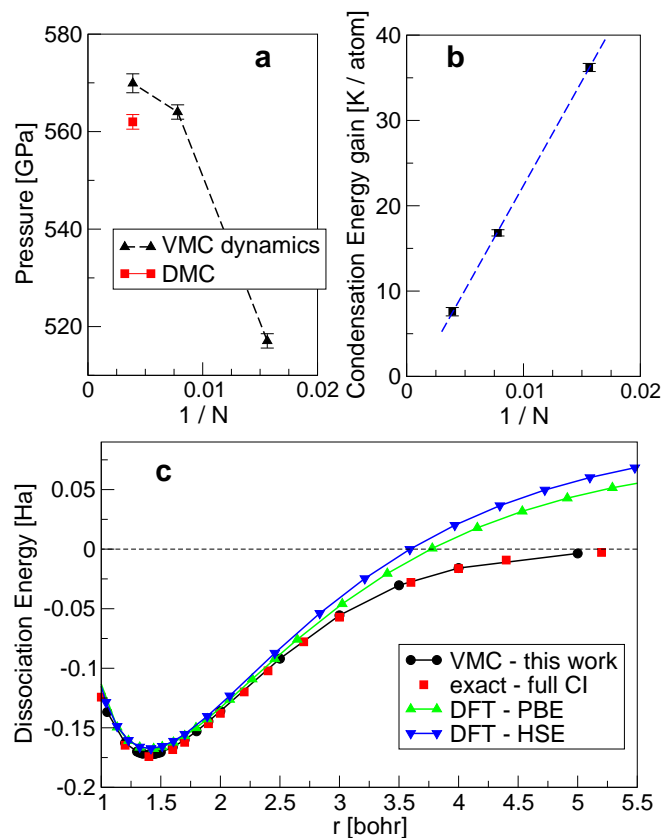 580
560
540
520
Pressure [GPa]
a
VMC dynamics
DMC
0
0.01
0.02
1 / N
40
30
20
10
0
Condensation Energy gain [K / atom]
b
0
0.01
0.02
1 / N
0.05
0
-0.05
-0.1
-0.15
-0.2
Dissociation Energy [Ha]
c
VMC - this work
exact - full CI
DFT - PBE
DFT - HSE
1
1.5
2
2.5
3
3.5
4
4.5
5
5.5
r [bohr]